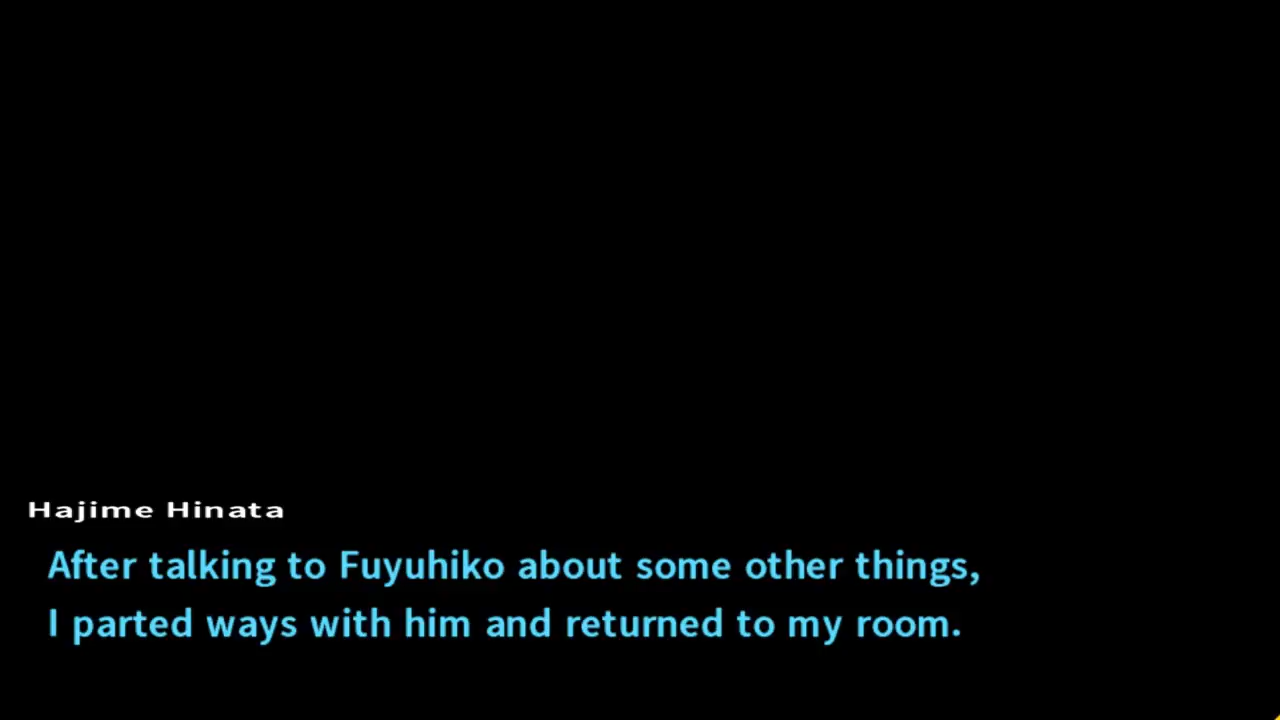 Hajime Hinata
After talking to Fuyuhiko about some other things,
I parted ways with him and returned to my room.